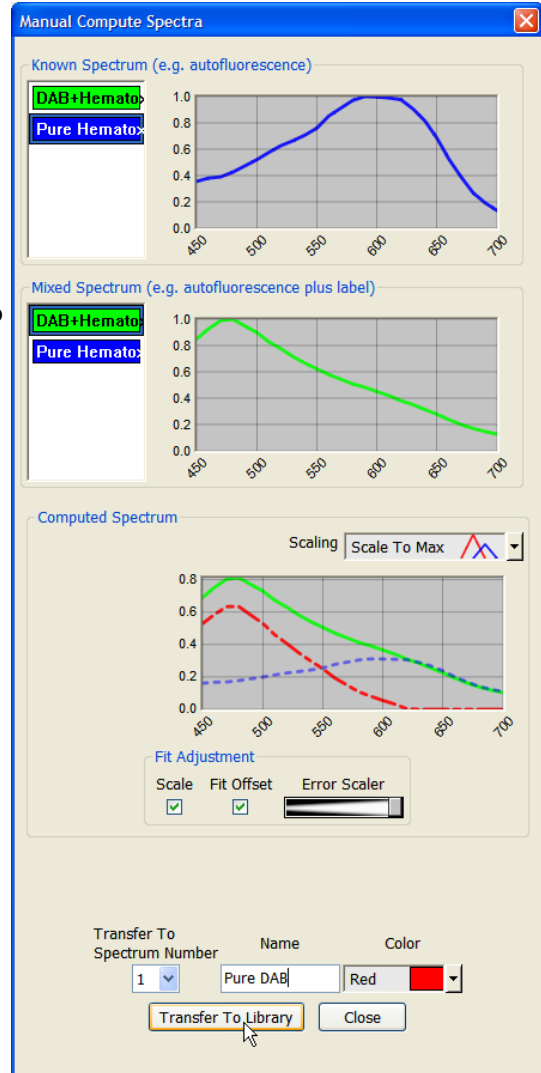 Manual Compute Spectra
Known Spectrum (e.g. autofluorescence)
DAB+Hemato
Pure Hemato
1.0
0.8
0.6
0.4
0.2
0.0
450 500 550 600 650 700
Mixed Spectrum (e.g. autofluorescence plus label)
DAB+Hemato
Pure Hemato
1.0
0.8
0.6
0.4
0.2
0.0
450 500 550 600 650 700
Computed Spectrum
Scaling Scale To Max
0.8
0.6
0.4
0.2
0.0
450 500 550 600 650 700
Fit Adjustment
Scale Fit Offset Error Scaler
Transfer To
Spectrum Number Name Color
1 Pure DAB Red
Transfer To Library Close